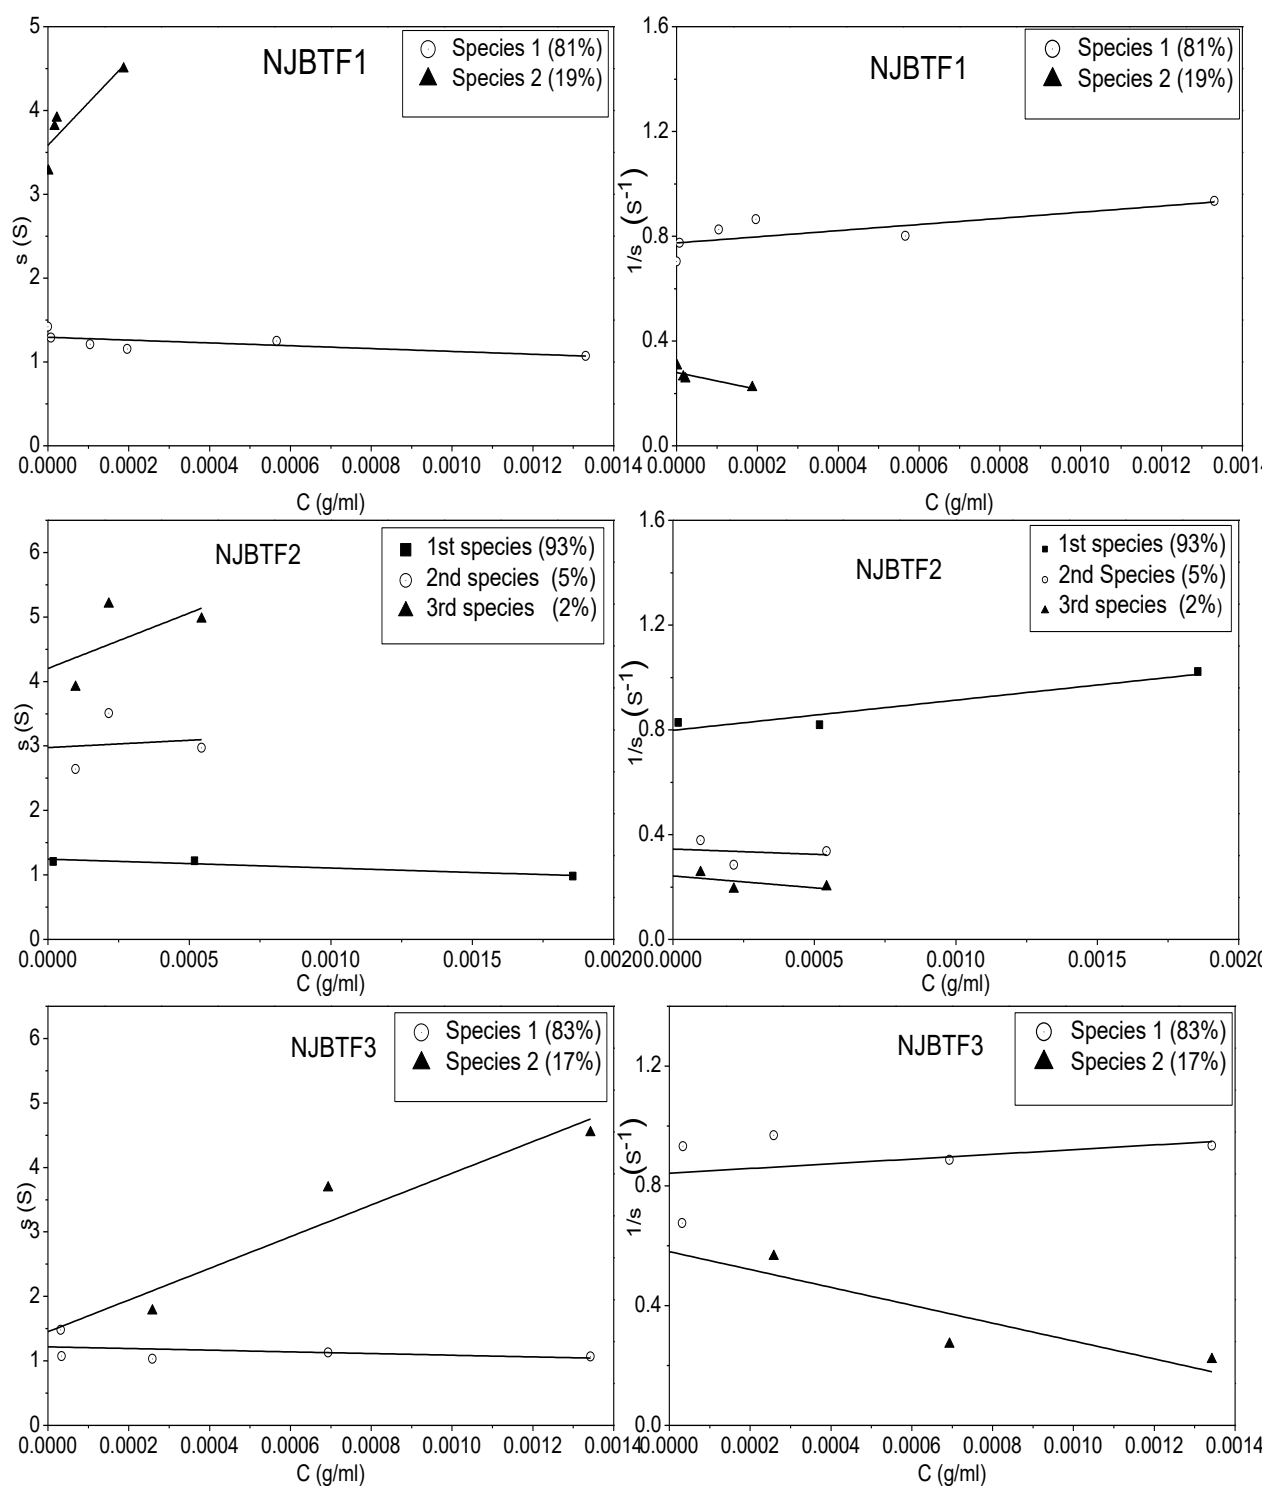 NJBTF1
Species 1 (81%)
Species 2 (19%)
5
4
3
2
1
0
s (S)
0.0000 0.0002 0.0004 0.0006 0.0008 0.0010 0.0012 0.0014
C (g/ml)
NJBTF1
Species 1 (81%)
Species 2 (19%)
1.6
1.2
0.8
0.4
0.0
1/s (S⁻¹)
0.0000 0.0002 0.0004 0.0006 0.0008 0.0010 0.0012 0.0014
C (g/ml)
NJBTF2
1st species (93%)
2nd species (5%)
3rd species (2%)
6
5
4
3
2
1
0
s (S)
0.0000 0.0005 0.0010 0.0015 0.0020
C (g/ml)
NJBTF2
1st species (93%)
2nd Species (5%)
3rd species (2%)
1.6
1.2
0.8
0.4
0.0
1/s (S⁻¹)
0.0000 0.0005 0.0010 0.0015 0.0020
C (g/ml)
NJBTF3
Species 1 (83%)
Species 2 (17%)
6
5
4
3
2
1
0
s (S)
0.0000 0.0002 0.0004 0.0006 0.0008 0.0010 0.0012 0.0014
C (g/ml)
NJBTF3
Species 1 (83%)
Species 2 (17%)
1.2
0.8
0.4
0.0
1/s (S⁻¹)
0.0000 0.0002 0.0004 0.0006 0.0008 0.0010 0.0012 0.0014
C (g/ml)